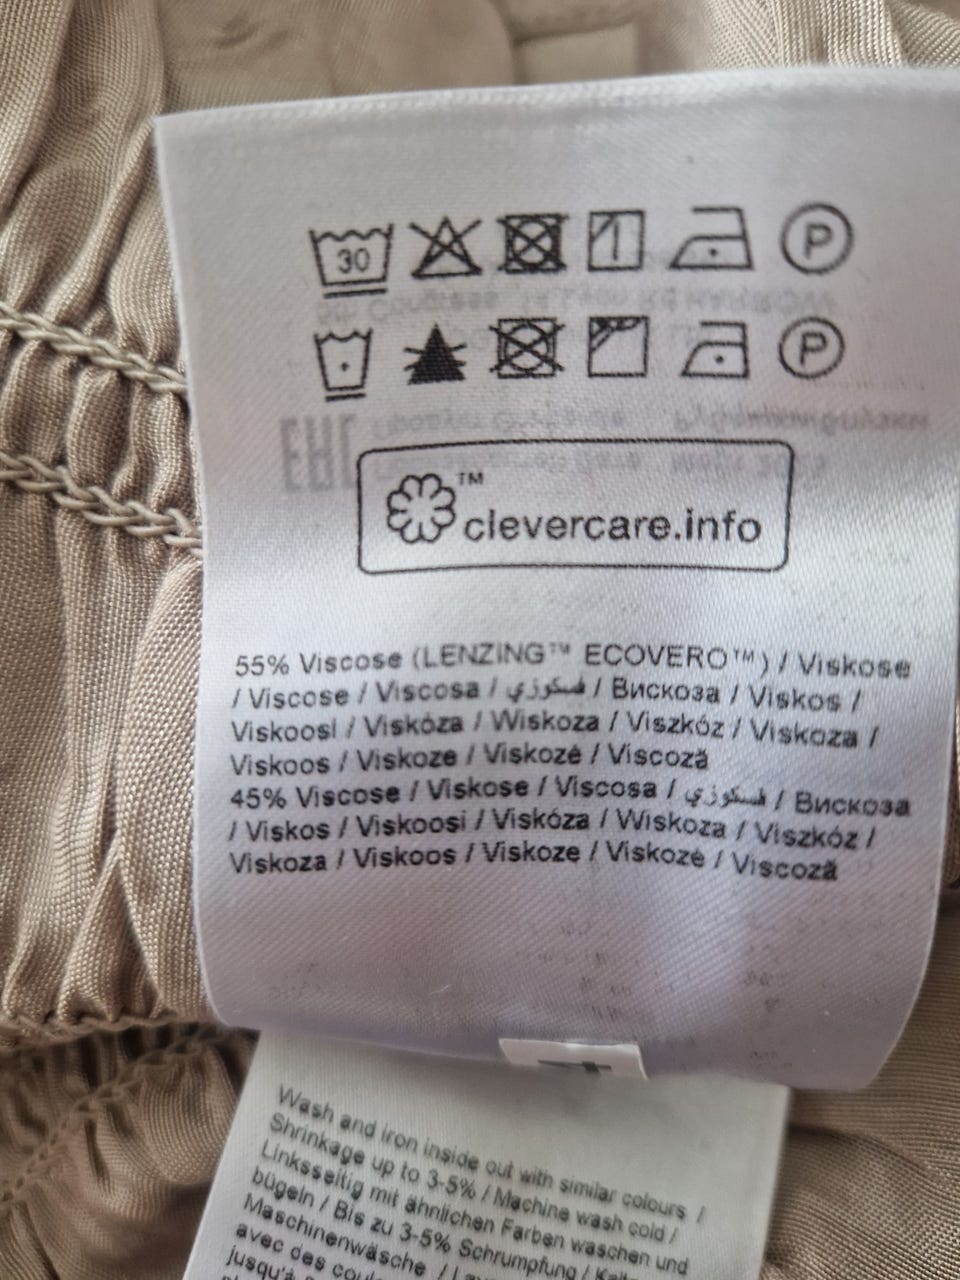 30
P
P
TM
clevercare.info
55% Viscose (LENZING™ ECOVERO™) / Viskose
/ Viscose / Viscosa / فسكوزي / Вискоза / Viskos /
Viskoosl / Viskóza / Wiskoza / Viszkóz / Viskoza /
Viskoos / Viskoze / Viskozė / Viscoză
45% Viscose / Viskose / Viscosa / فسكوزي / Вискоза
/ Viskos / Viskoosi / Viskóza / Wiskoza / Viszkóz /
Viskoza / Viskoos / Viskoze / Viskozė / Viscoză
Wash and iron inside out with similar colours /
Shrinkage up to 3-5% / Machine wash cold /
Linksseitig mit ähnlichen Farben waschen und
bügeln / Bis zu 3-5% Schrumpfung /
Maschinenwäsche /
avec des
jusqu'à